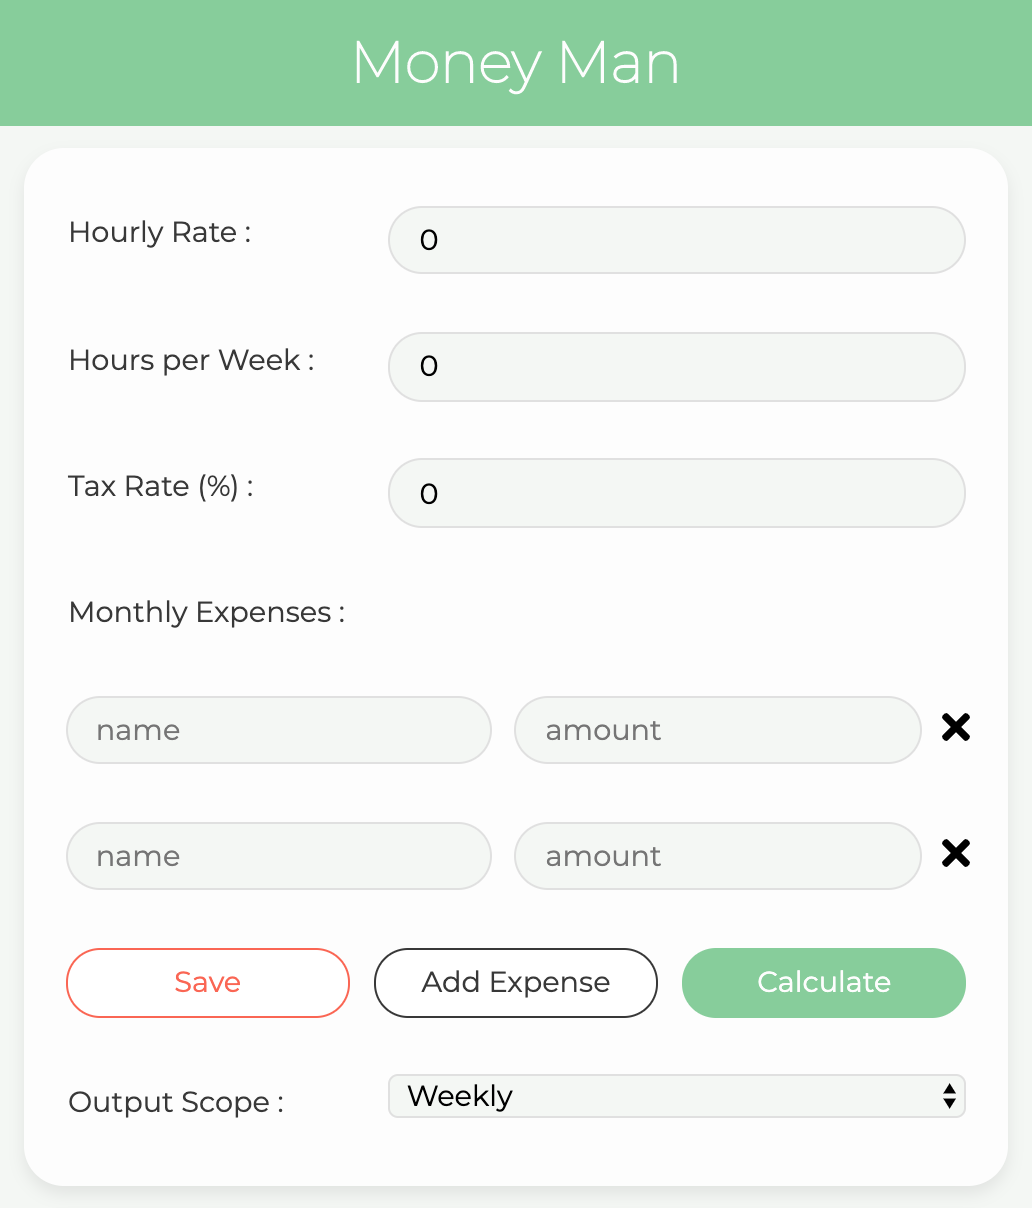 Money Man
Hourly Rate : 0
Hours per Week : 0
Tax Rate (%) : 0
Monthly Expenses :
name amount
name amount
Save Add Expense Calculate
Output Scope : Weekly